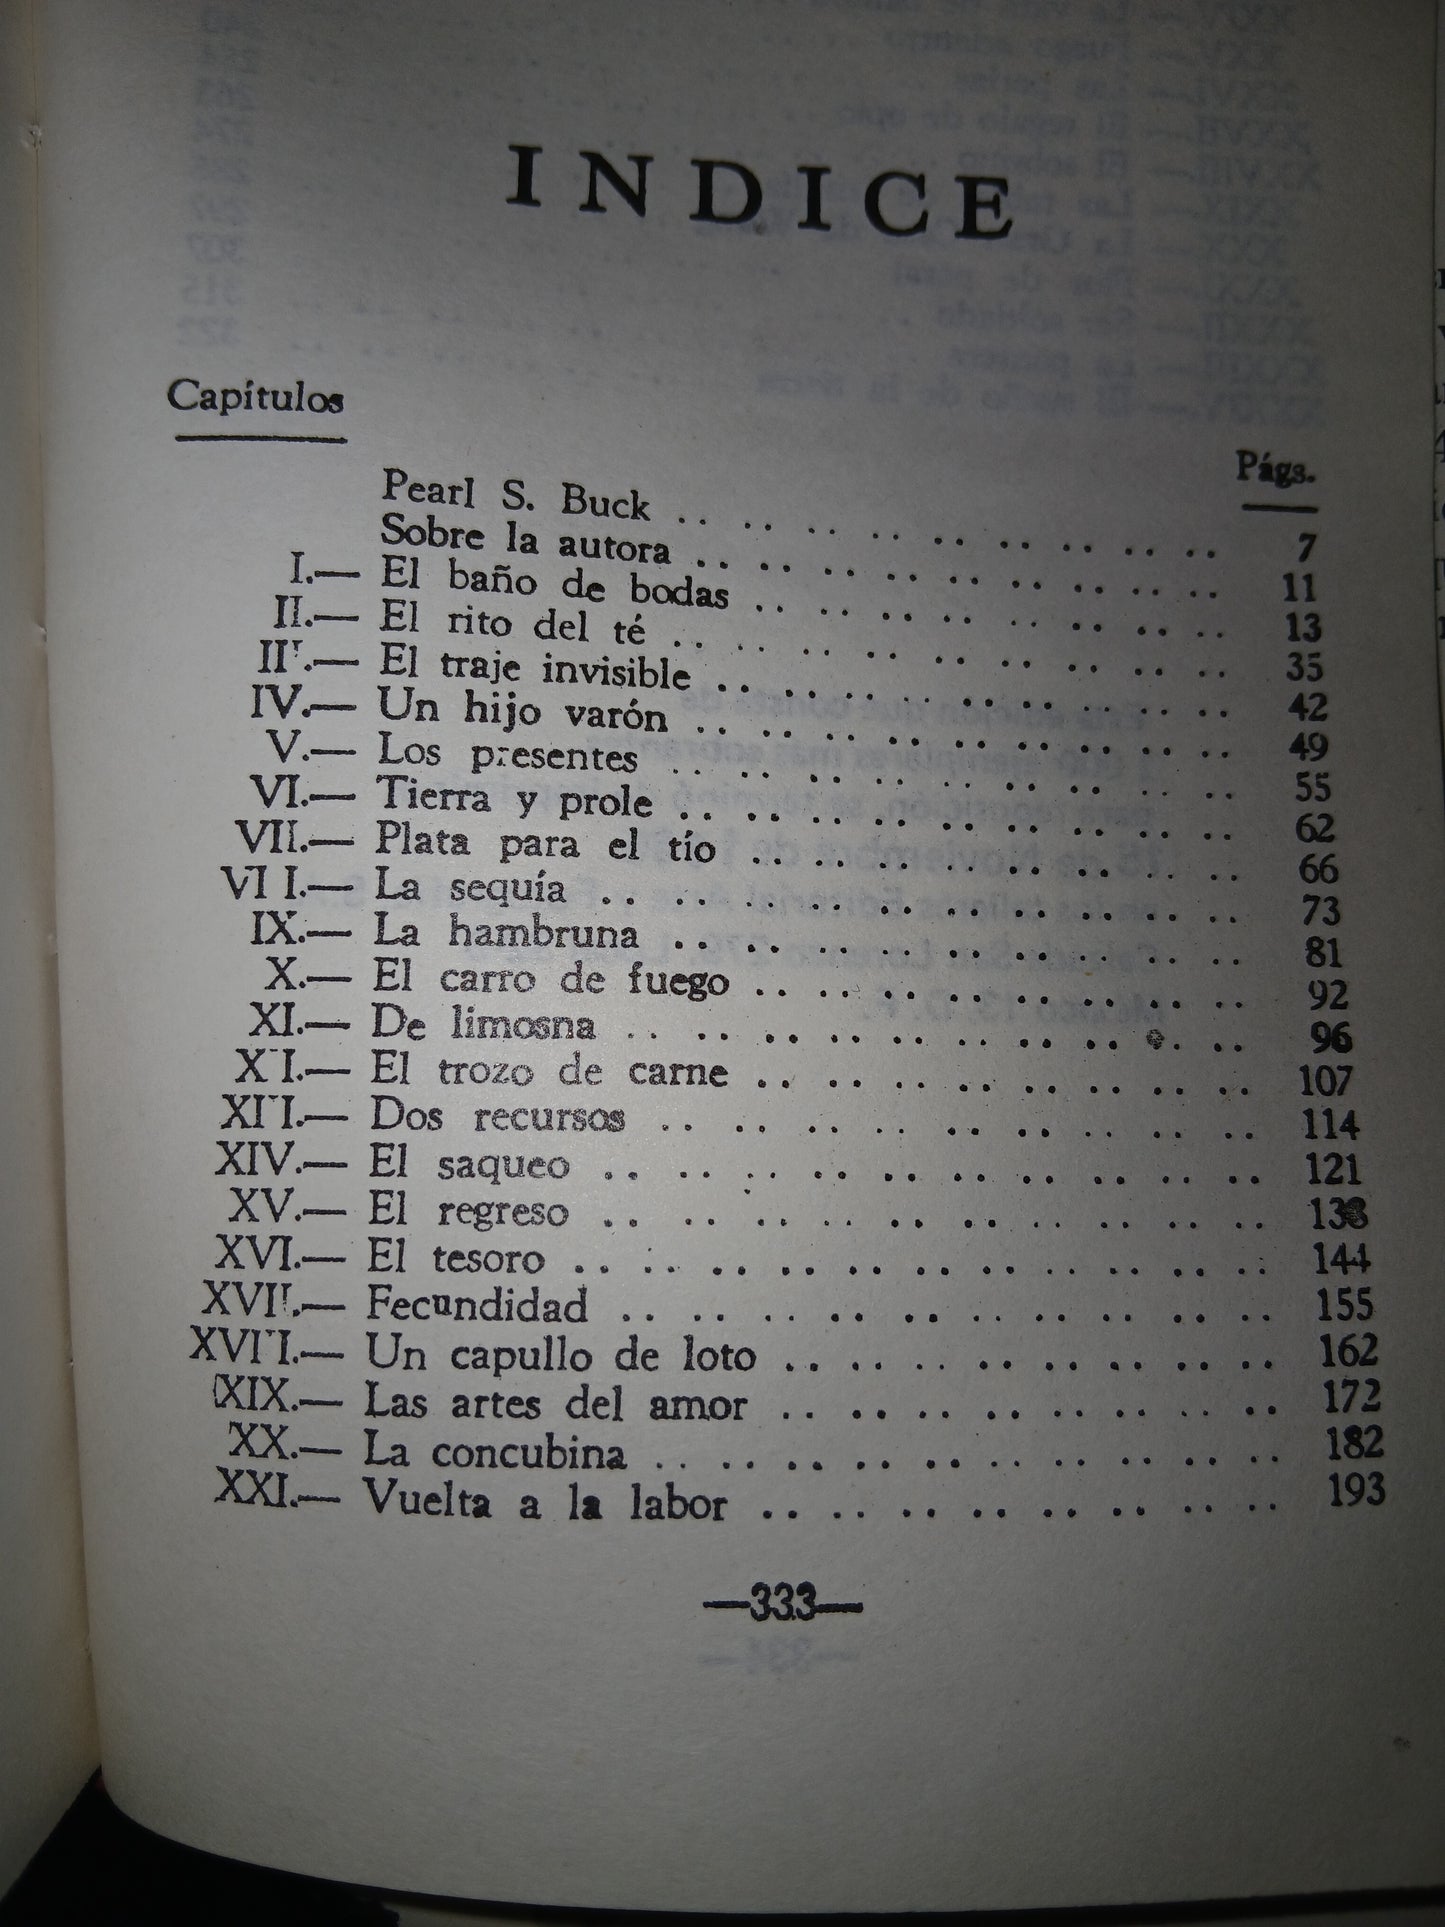 INDICE
Capítulos
Págs.
Pearl S. Buck .. .. .. .. .. .. .. .. .. 7
Sobre la autora .. .. .. .. .. .. .. .. .. 11
I.— El baño de bodas .. .. .. .. .. .. .. .. 13
II.— El rito del té .. .. .. .. .. .. .. .. .. 35
III.— El traje invisible .. .. .. .. .. .. .. .. 42
IV.— Un hijo varón .. .. .. .. .. .. .. .. .. 49
V.— Los presentes .. .. .. .. .. .. .. .. .. 55
VI.— Tierra y prole .. .. .. .. .. .. .. .. .. 62
VII.— Plata para el tío .. .. .. .. .. .. .. .. 66
VIII.— La sequía .. .. .. .. .. .. .. .. .. .. 73
IX.— La hambruna .. .. .. .. .. .. .. .. .. 81
X.— El carro de fuego .. .. .. .. .. .. .. .. 92
XI.— De limosna .. .. .. .. .. .. .. .. .. .. 96
XII.— El trozo de carne .. .. .. .. .. .. .. .. 107
XIII.— Dos recursos .. .. .. .. .. .. .. .. .. 114
XIV.— El saqueo .. .. .. .. .. .. .. .. .. .. 121
XV.— El regreso .. .. .. .. .. .. .. .. .. .. 133
XVI.— El tesoro .. .. .. .. .. .. .. .. .. .. .. 144
XVII.— Fecundidad .. .. .. .. .. .. .. .. .. .. 155
XVIII.— Un capullo de loto .. .. .. .. .. .. .. .. 162
XIX.— Las artes del amor .. .. .. .. .. .. .. .. 172
XX.— La concubina .. .. .. .. .. .. .. .. .. .. 182
XXI.— Vuelta a la labor .. .. .. .. .. .. .. .. 193
—333—